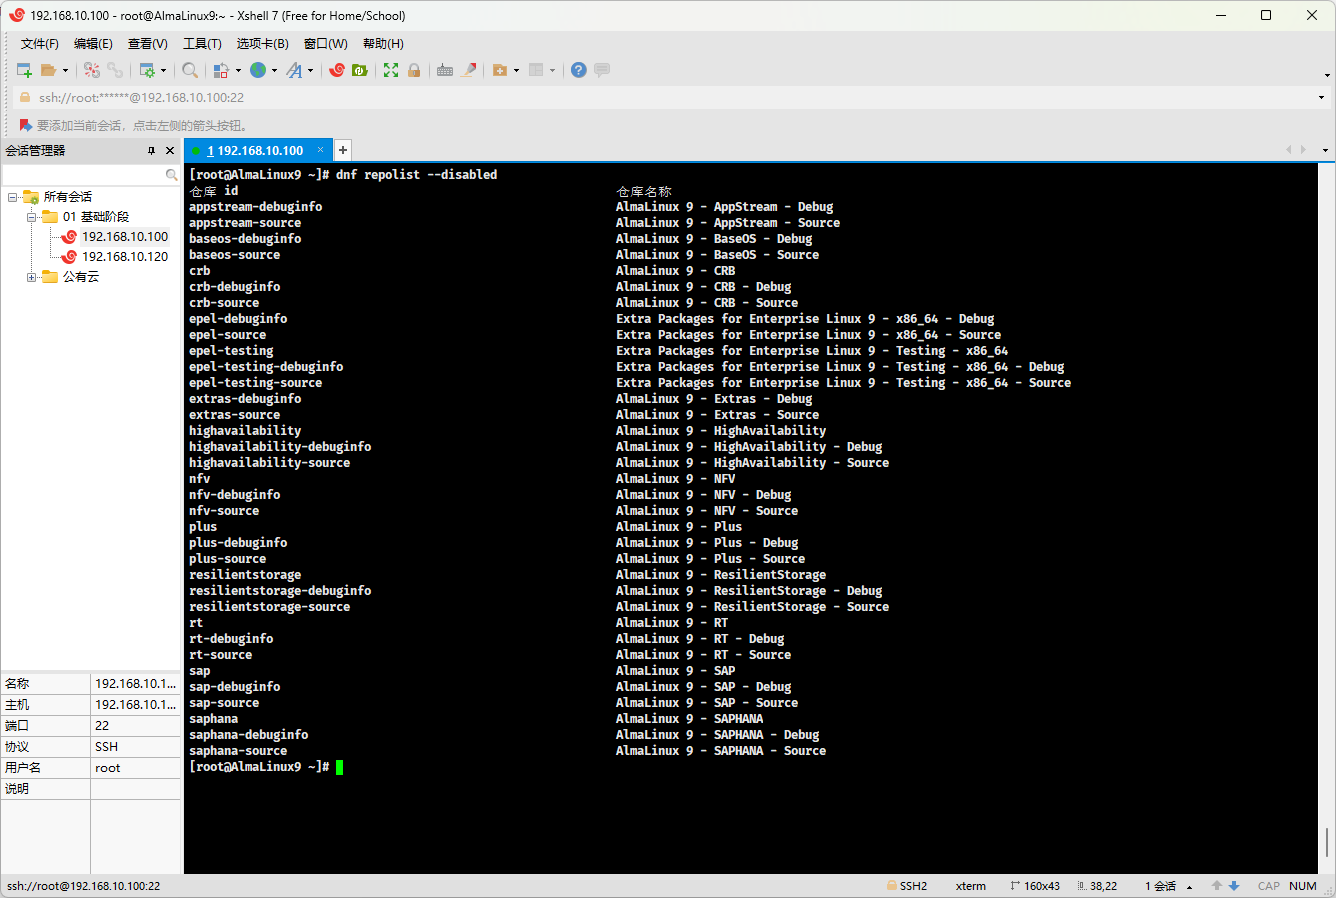 192.168.10.100 - root@AlmaLinux9:~ - Xshell 7 (Free for Home/School)
文件(F) 编辑(E) 查看(V) 工具(T) 选项卡(B) 窗口(W) 帮助(H)
ssh://root:******@192.168.10.100:22
要添加当前会话，点击左侧的箭头按钮。
会话管理器
1 192.168.10.100
所有会话
01 基础阶段
192.168.10.100
192.168.10.120
公有云
名称 192.168.10.1...
主机 192.168.10.1...
端口 22
协议 SSH
用户名 root
说明
[root@AlmaLinux9 ~]# dnf repolist --disabled
仓库 id 仓库名称
appstream-debuginfo AlmaLinux 9 - AppStream - Debug
appstream-source AlmaLinux 9 - AppStream - Source
baseos-debuginfo AlmaLinux 9 - BaseOS - Debug
baseos-source AlmaLinux 9 - BaseOS - Source
crb AlmaLinux 9 - CRB
crb-debuginfo AlmaLinux 9 - CRB - Debug
crb-source AlmaLinux 9 - CRB - Source
epel-debuginfo Extra Packages for Enterprise Linux 9 - x86_64 - Debug
epel-source Extra Packages for Enterprise Linux 9 - x86_64 - Source
epel-testing Extra Packages for Enterprise Linux 9 - Testing - x86_64
epel-testing-debuginfo Extra Packages for Enterprise Linux 9 - Testing - x86_64 - Debug
epel-testing-source Extra Packages for Enterprise Linux 9 - Testing - x86_64 - Source
extras-debuginfo AlmaLinux 9 - Extras - Debug
extras-source AlmaLinux 9 - Extras - Source
highavailability AlmaLinux 9 - HighAvailability
highavailability-debuginfo AlmaLinux 9 - HighAvailability - Debug
highavailability-source AlmaLinux 9 - HighAvailability - Source
nfv AlmaLinux 9 - NFV
nfv-debuginfo AlmaLinux 9 - NFV - Debug
nfv-source AlmaLinux 9 - NFV - Source
plus AlmaLinux 9 - Plus
plus-debuginfo AlmaLinux 9 - Plus - Debug
plus-source AlmaLinux 9 - Plus - Source
resilientstorage AlmaLinux 9 - ResilientStorage
resilientstorage-debuginfo AlmaLinux 9 - ResilientStorage - Debug
resilientstorage-source AlmaLinux 9 - ResilientStorage - Source
rt AlmaLinux 9 - RT
rt-debuginfo AlmaLinux 9 - RT - Debug
rt-source AlmaLinux 9 - RT - Source
sap AlmaLinux 9 - SAP
sap-debuginfo AlmaLinux 9 - SAP - Debug
sap-source AlmaLinux 9 - SAP - Source
saphana AlmaLinux 9 - SAPHANA
saphana-debuginfo AlmaLinux 9 - SAPHANA - Debug
saphana-source AlmaLinux 9 - SAPHANA - Source
[root@AlmaLinux9 ~]#
ssh://root@192.168.10.100:22 SSH2 xterm 160x43 38,22 1 会话 CAP NUM